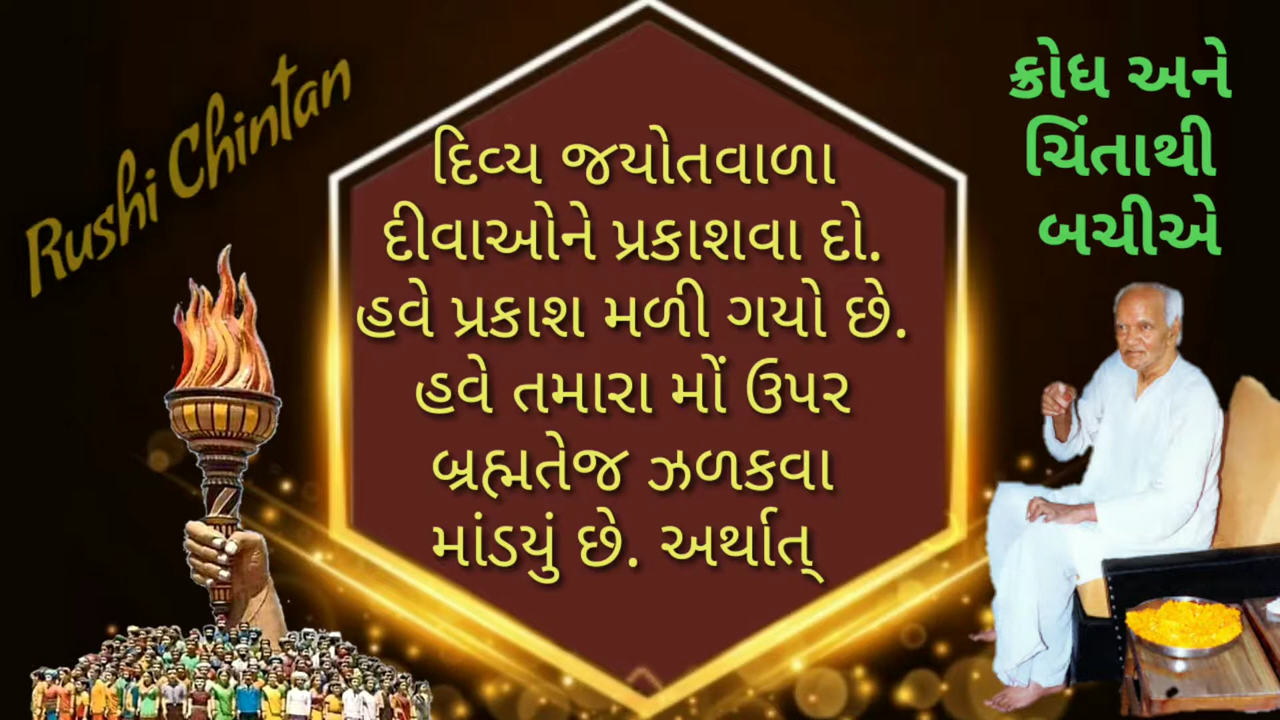 Rushi Chintan
દિવ્ય જયોતવાળા
દીવાઓને પ્રકાશવા દો.
હવે પ્રકાશ મળી ગયો છે.
હવે તમારા મોં ઉપર
બ્રહ્મતેજ ઝળકવા
માંડયું છે. અર્થાત્
ક્રોધ અને
ચિંતાથી
બચીએ